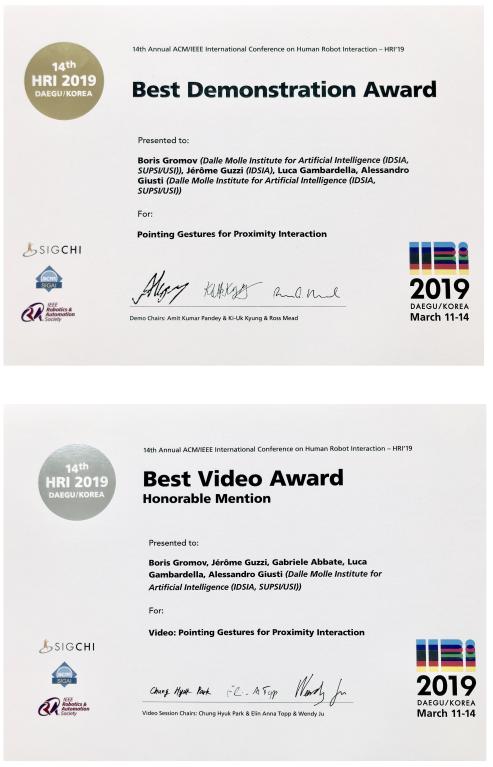 14th Annual ACM/IEEE International Conference on Human Robot Interaction – HRI'19
14th
HRI 2019
DAEGU/KOREA
Best Demonstration Award
Presented to:
Boris Gromov (Dalle Molle Institute for Artificial Intelligence (IDSIA,
SUPSI/USI)), Jérôme Guzzi (IDSIA), Luca Gambardella, Alessandro
Giusti (Dalle Molle Institute for Artificial Intelligence (IDSIA,
SUPSI/USI))
For:
Pointing Gestures for Proximity Interaction
SIGCHI
SIGAI
IEEE
Robotics &
Automation
Society
HRI
2019
DAEGU/KOREA
March 11-14
Demo Chairs: Amit Kumar Pandey & Ki-Uk Kyung & Ross Mead
14th Annual ACM/IEEE International Conference on Human Robot Interaction – HRI'19
14th
HRI 2019
DAEGU/KOREA
Best Video Award
Honorable Mention
Presented to:
Boris Gromov, Jérôme Guzzi, Gabriele Abbate, Luca
Gambardella, Alessandro Giusti (Dalle Molle Institute for
Artificial Intelligence (IDSIA, SUPSI/USI))
For:
Video: Pointing Gestures for Proximity Interaction
SIGCHI
SIGAI
IEEE
Robotics &
Automation
Society
HRI
2019
DAEGU/KOREA
March 11-14
Chung Hyuk Park E. A Topp Wendy Ju
Video Session Chairs: Chung Hyuk Park & Elin Anna Topp & Wendy Ju